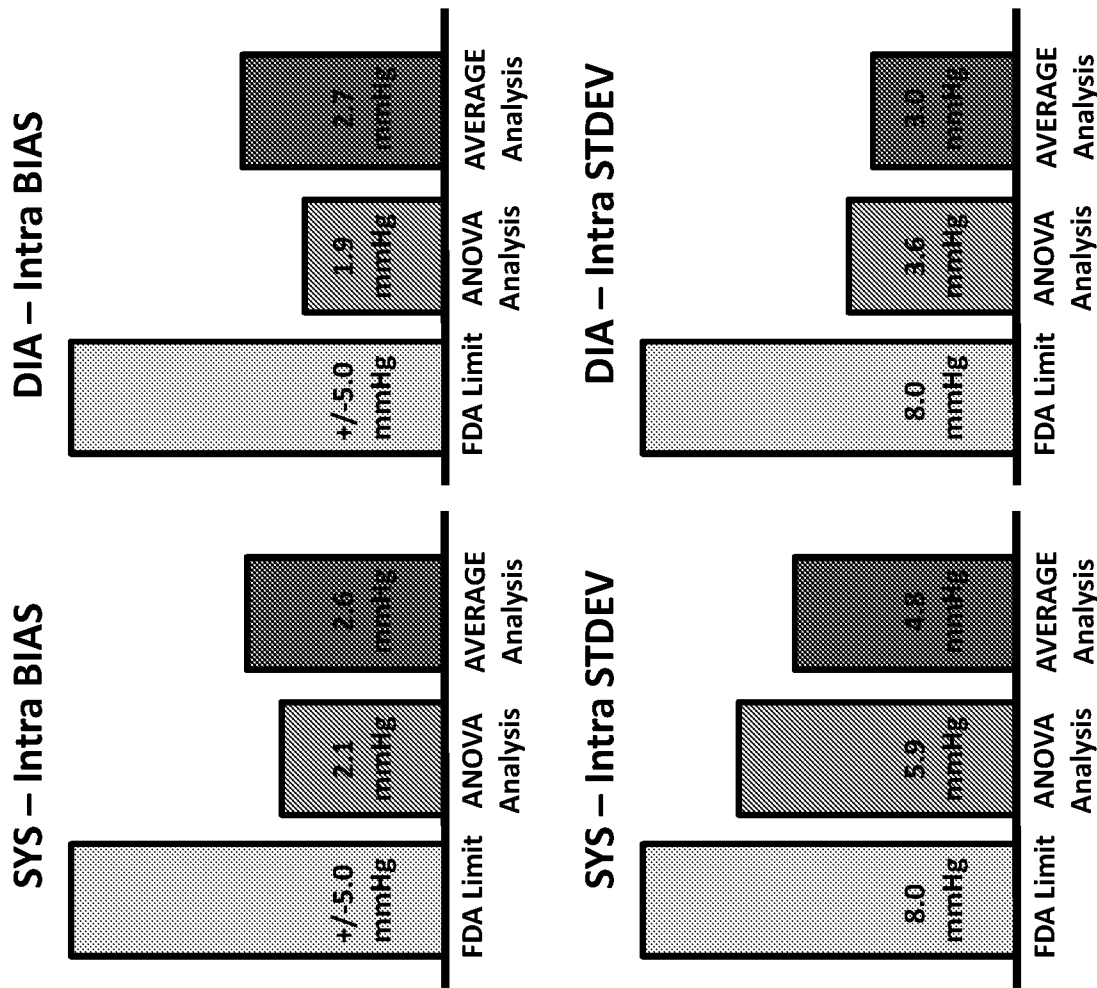 SYS – Intra BIAS
+/-5.0
mmHg
2.1
mmHg
2.6
mmHg
FDA Limit
ANOVA
Analysis
AVERAGE
Analysis
DIA – Intra BIAS
+/-5.0
mmHg
1.9
mmHg
2.7
mmHg
FDA Limit
ANOVA
Analysis
AVERAGE
Analysis
SYS – Intra STDEV
8.0
mmHg
5.9
mmHg
4.8
mmHg
FDA Limit
ANOVA
Analysis
AVERAGE
Analysis
DIA – Intra STDEV
8.0
mmHg
3.6
mmHg
3.0
mmHg
FDA Limit
ANOVA
Analysis
AVERAGE
Analysis